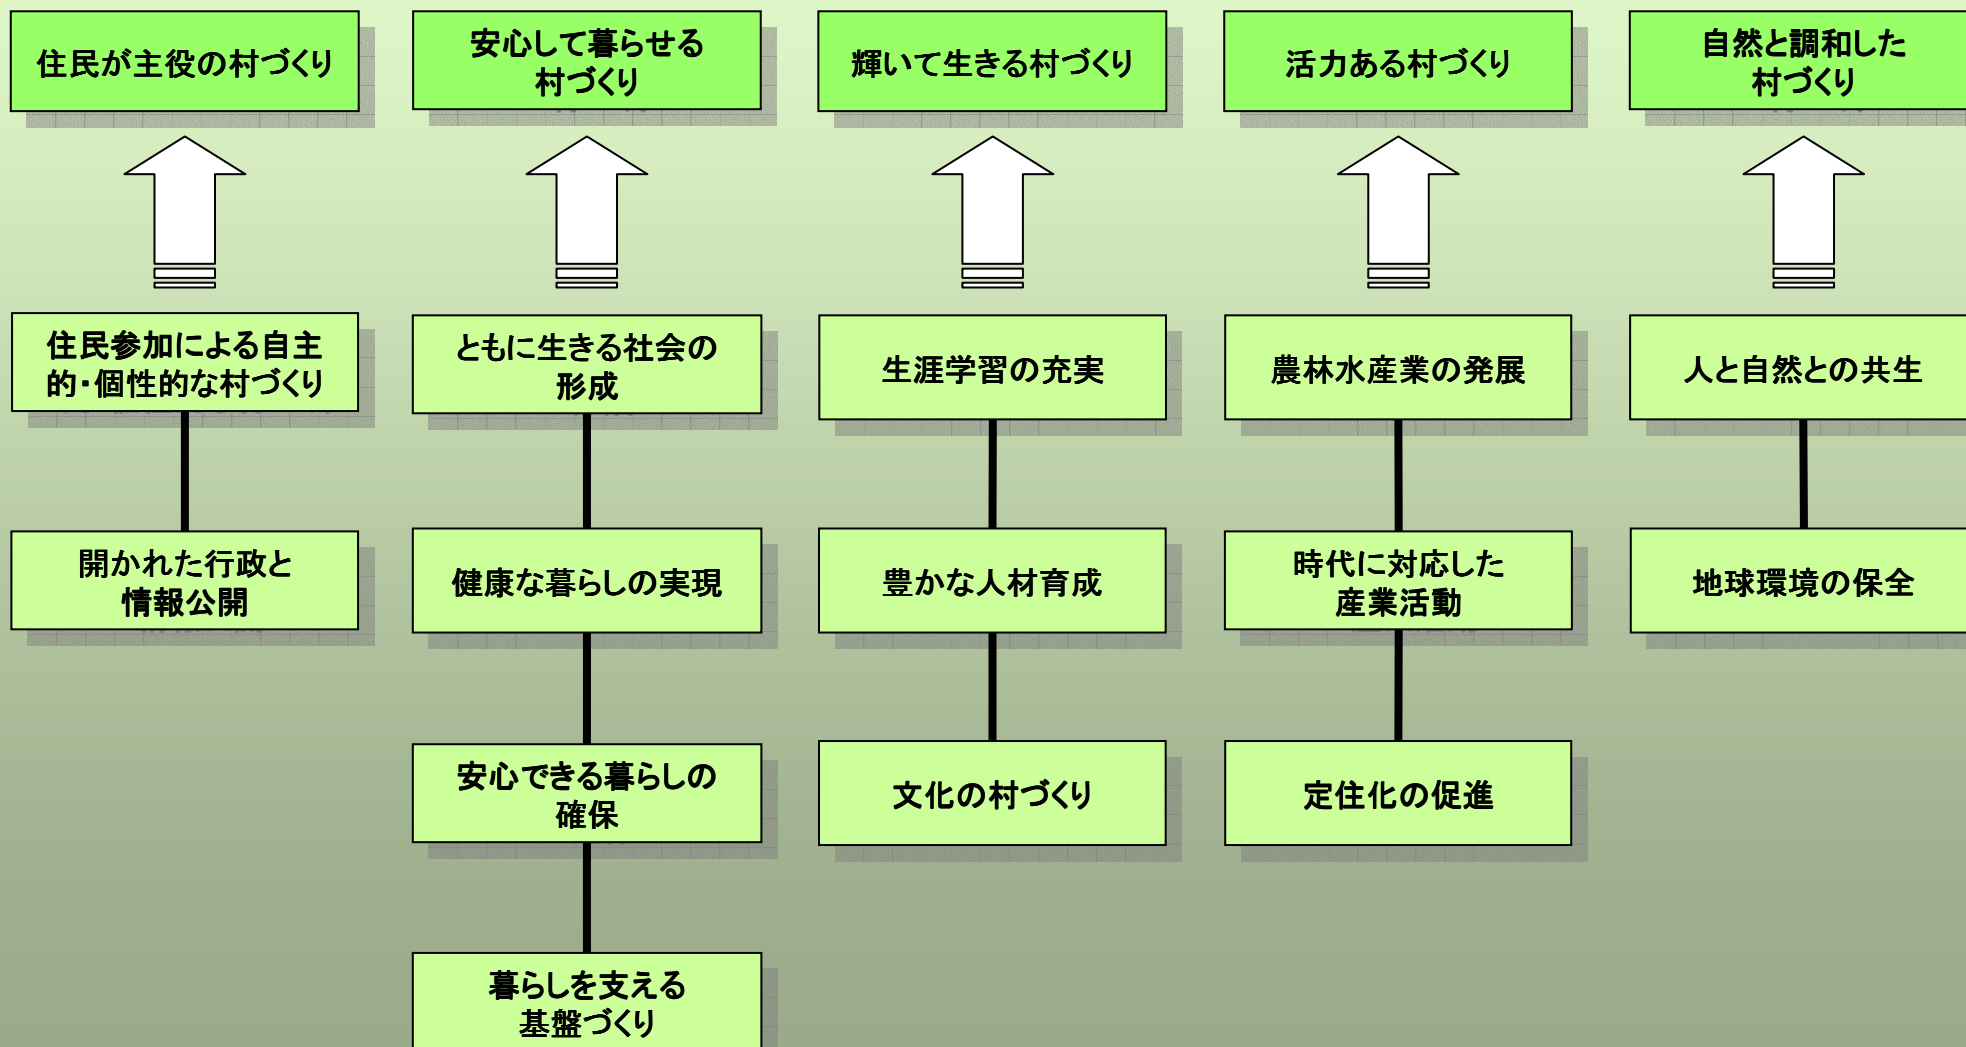 住民が主役の村づくり
安心して暮らせる
村づくり
輝いて生きる村づくり
活力ある村づくり
自然と調和した
村づくり
住民参加による自主
的・個性的な村づくり
ともに生きる社会の
形成
生涯学習の充実
農林水産業の発展
人と自然との共生
開かれた行政と
情報公開
健康な暮らしの実現
豊かな人材育成
時代に対応した
産業活動
地球環境の保全
安心できる暮らしの
確保
文化の村づくり
定住化の促進
暮らしを支える
基盤づくり